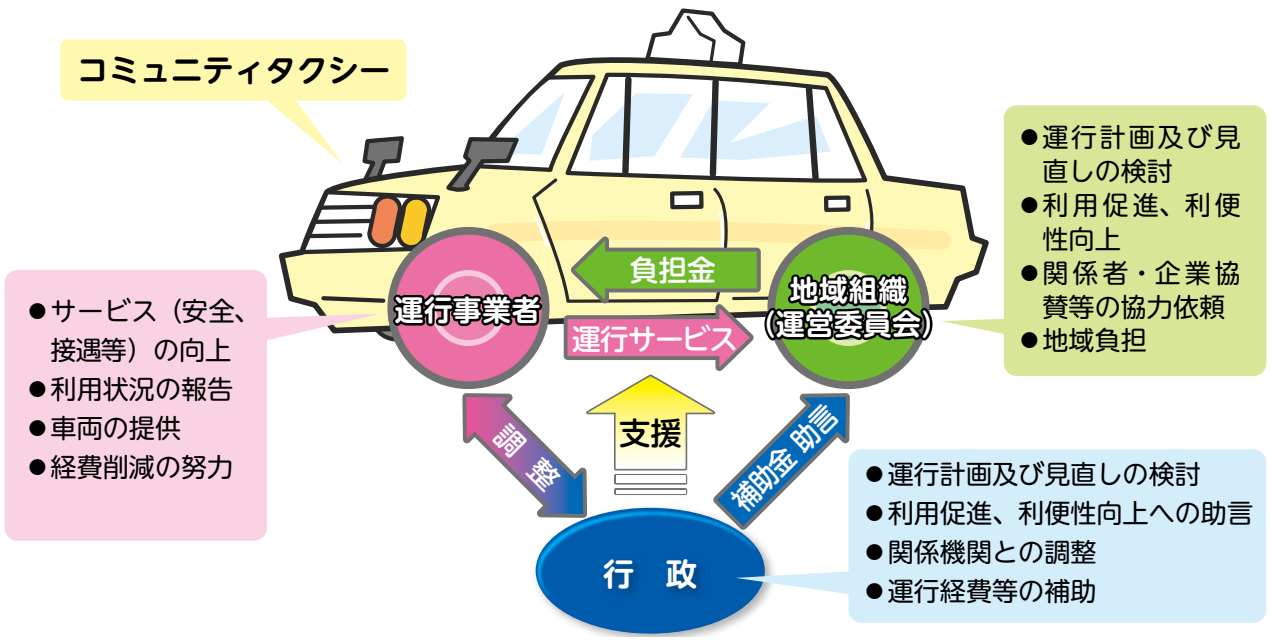 コミュニティタクシー
●運行計画及び見
直しの検討
●利用促進、利便
性向上
●関係者・企業協
賛等の協力依頼
●地域負担
負担金
運行事業者
地域組織
(運営委員会)
運行サービス
●サービス（安全、
接遇等）の向上
●利用状況の報告
●車両の提供
●経費削減の努力
調整
支援
補助金 助言
行 政
●運行計画及び見直しの検討
●利用促進、利便性向上への助言
●関係機関との調整
●運行経費等の補助